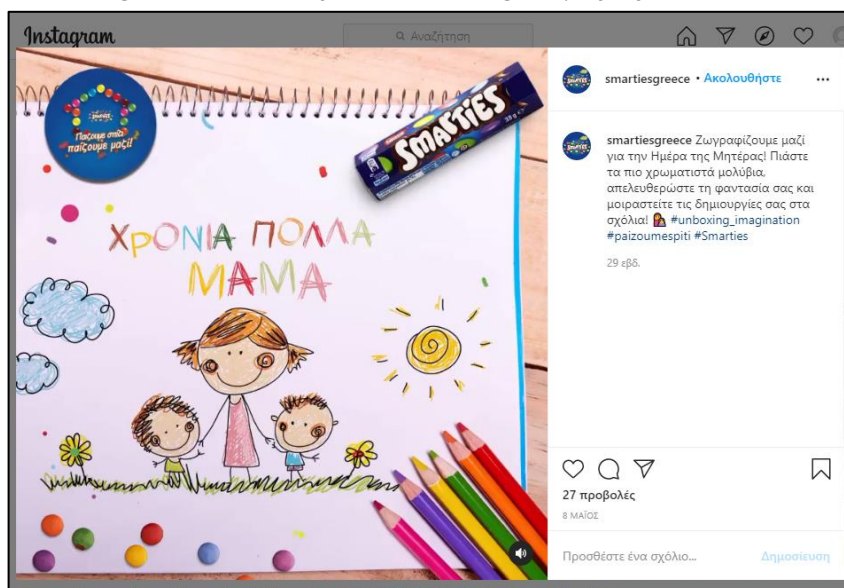 Instagram
Αναζήτηση
SMARTIES
Παίζουμε σπίτι
παίζουμε μαζί!
SMARTIES
38 g e
ΧΡΟΝΙΑ ΠΟΛΛΑ
ΜΑΜΑ
smartiesgreece • Ακολουθήστε
smartiesgreece Ζωγραφίζουμε μαζί
για την Ημέρα της Μητέρας! Πιάστε
τα πιο χρωματιστά μολύβια,
απελευθερώστε τη φαντασία σας και
μοιραστείτε τις δημιουργίες σας στα
σχόλια! #unboxing_imagination
#paizoumespiti #Smarties
29 εβδ.
27 προβολές
8 ΜΑΪΟΣ
Προσθέστε ένα σχόλιο...
Δημοσίευση